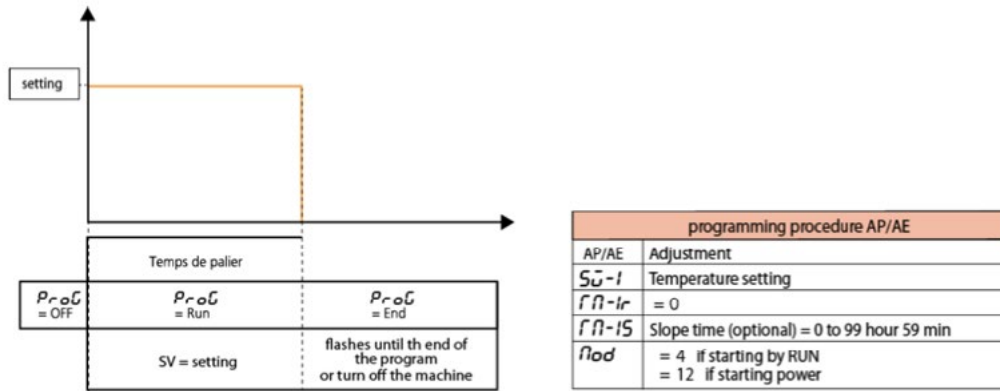 setting
Temps de palier
ProG ProG ProG
= OFF = Run = End
SV = setting
flashes until th end of
the program
or turn off the machine
programming procedure AP/AE
AP/AE Adjustment
SV-1 Temperature setting
TM-1r = 0
TM-1S Slope time (optional) = 0 to 99 hour 59 min
Mod = 4 if starting by RUN
= 12 if starting power